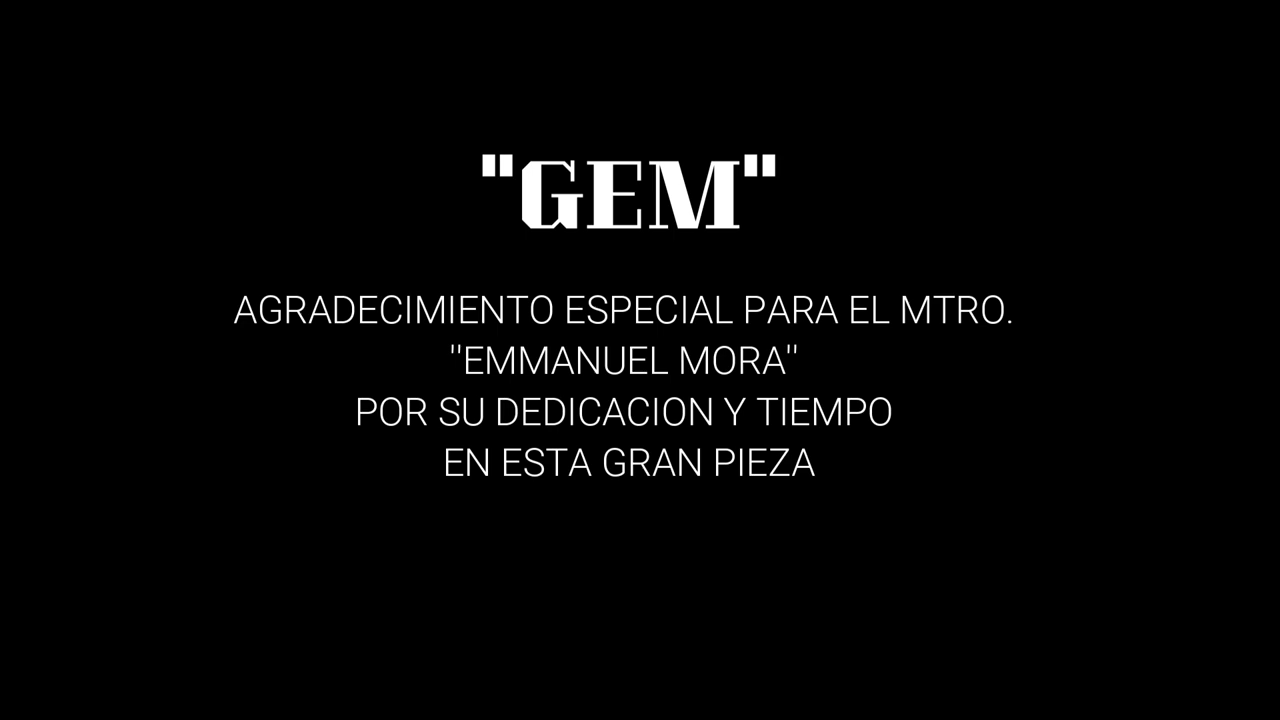 "GEM"
AGRADECIMIENTO ESPECIAL PARA EL MTRO.
"EMMANUEL MORA"
POR SU DEDICACION Y TIEMPO
EN ESTA GRAN PIEZA